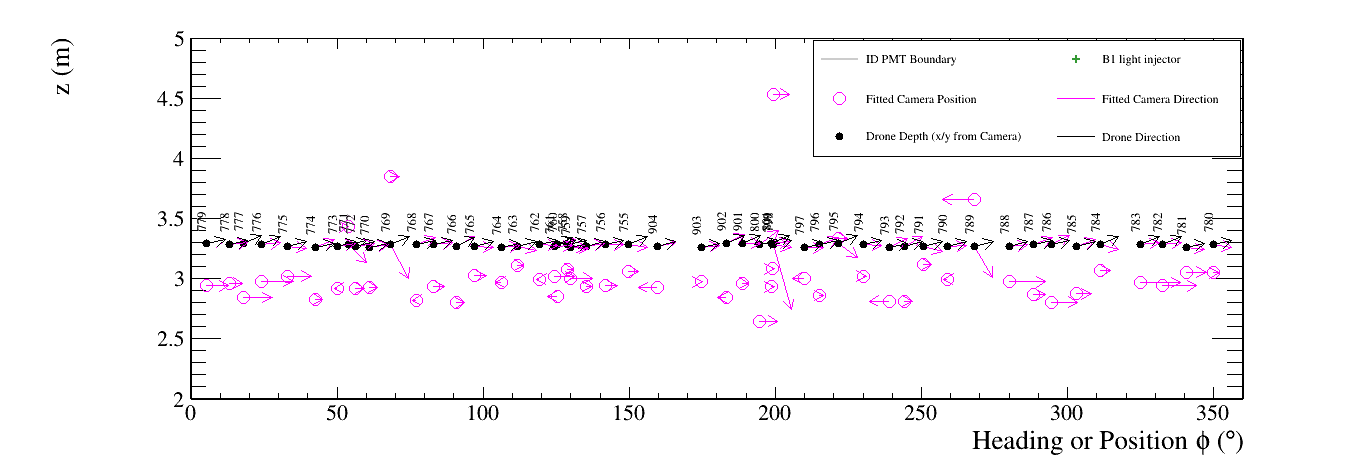 z (m)
5
4.5
4
3.5
3
2.5
2
ID PMT Boundary
B1 light injector
Fitted Camera Position
Fitted Camera Direction
Drone Depth (x/y from Camera)
Drone Direction
779 778 777 776 775 774 773 771 772 770 769 768 767 766 765 764 763 762 760 757 756 755 904 903 902 901 800 797 796 795 794 793 792 791 790 789 788 787 786 785 784 783 782 781 780
0 50 100 150 200 250 300 350
Heading or Position ϕ (°)